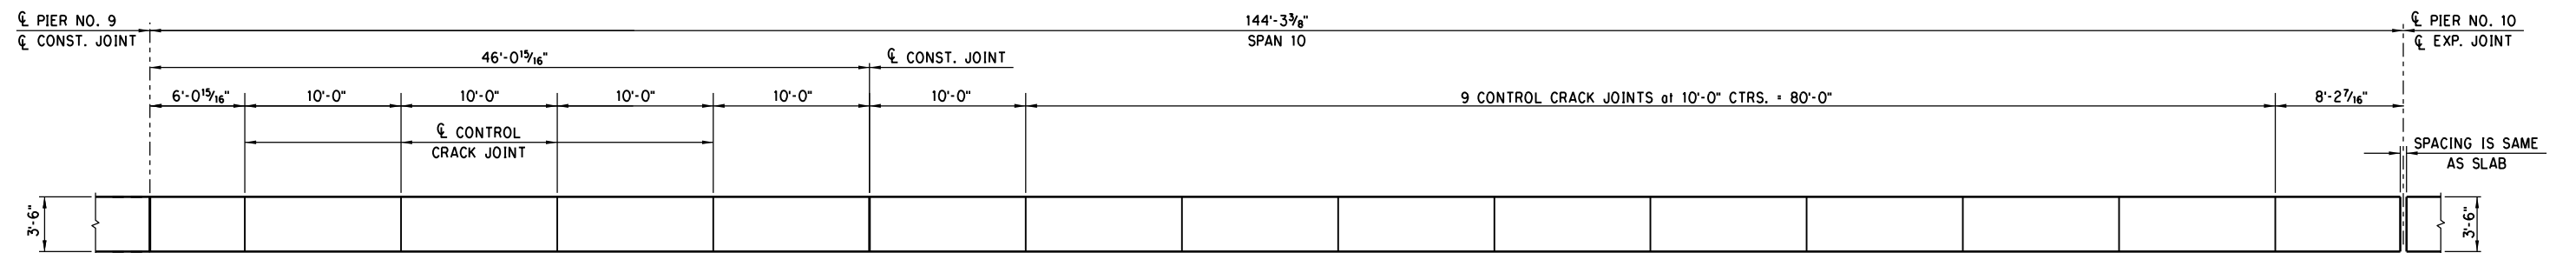 ℄ PIER NO. 9
℄ CONST. JOINT
144'-3⅜"
SPAN 10
℄ PIER NO. 10
℄ EXP. JOINT
46'-0¹⁵⁄₁₆"
℄ CONST. JOINT
6'-0¹⁵⁄₁₆"
10'-0"
10'-0"
10'-0"
10'-0"
10'-0"
9 CONTROL CRACK JOINTS at 10'-0" CTRS. = 80'-0"
8'-2⁷⁄₁₆"
℄ CONTROL
CRACK JOINT
SPACING IS SAME
AS SLAB
3'-6"
3'-6"